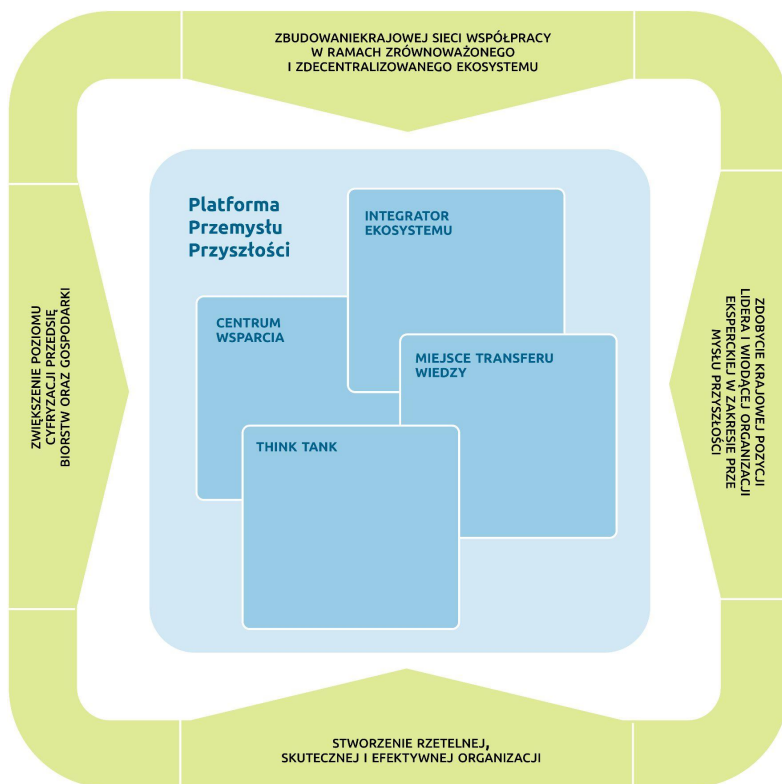 ZBUDOWANIEKRAJOWEJ SIECI WSPÓŁPRACY
W RAMACH ZRÓWNOWAŻONEGO
I ZDECENTRALIZOWANEGO EKOSYSTEMU
Platforma
Przemysłu
Przyszłości
INTEGRATOR
EKOSYSTEMU
CENTRUM
WSPARCIA
MIEJSCE TRANSFERU
WIEDZY
THINK TANK
ZWIĘKSZENIE POZIOMU
CYFRYZACJI PRZEDSIĘ
BIORSTW ORAZ GOSPODARKI
ZDOBYCIE KRAJOWEJ POZYCJI
LIDERA I WIODĄCEJ ORGANIZACJI
EKSPERCKIEJ W ZAKRESIE PRZE
MYSŁU PRZYSZŁOŚCI
STWORZENIE RZETELNEJ,
SKUTECZNEJ I EFEKTYWNEJ ORGANIZACJI